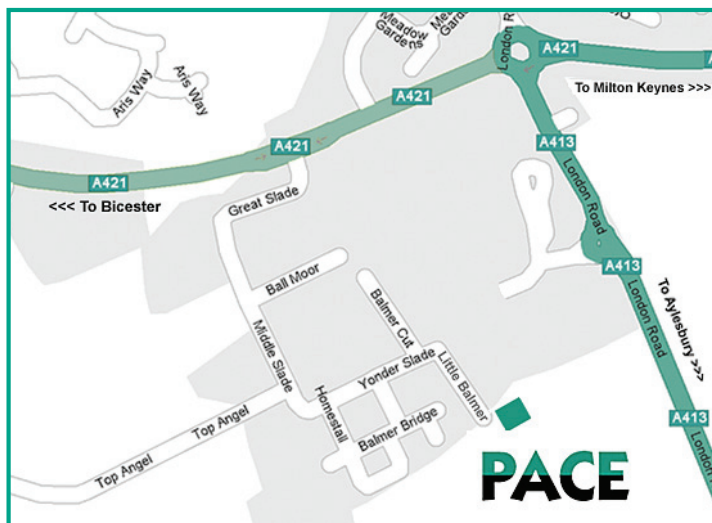 Meadow
Gardens
Me
Gard
London R
A421
A
To Milton Keynes >>>
Aris Way
Aris Way
A421
A413
A421
A421
London Road
<<< To Bicester
Great Slade
A413
Ball Moor
Balmer Cut
To Aylesbury >>>
London Road
Middle Slade
Yonder Slade
Little Balmer
Homestall
A413
Top Angel
Balmer Bridge
Top Angel
PACE